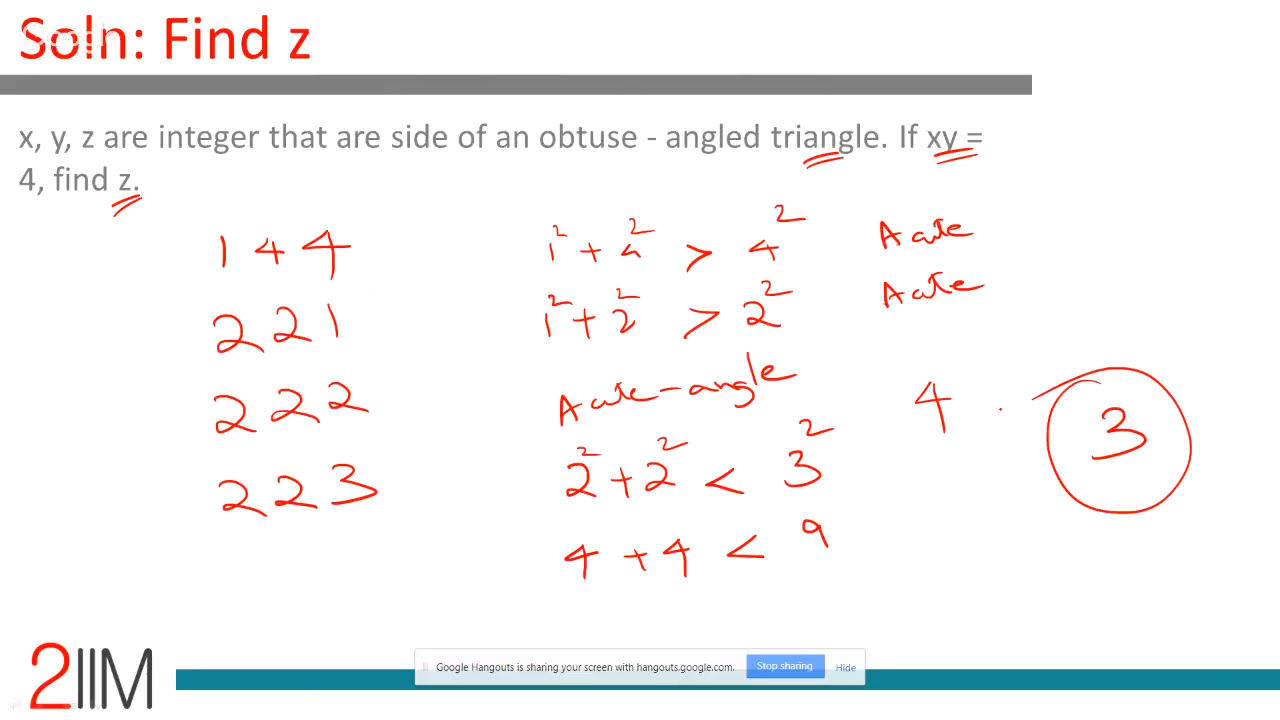 Soln: Find z
Google
x, y, z are integer that are side of an obtuse - angled triangle. If xy =
4, find z.
1 4 4 1² + 4² > 4² Acute
2 2 1 1² + 2² > 2² Acute
2 2 2 Acute-angle 4 3
2 2 3 2² + 2² < 3²
4 + 4 < 9
2IIM
Google Hangouts is sharing your screen with hangouts.google.com. Stop sharing Hide